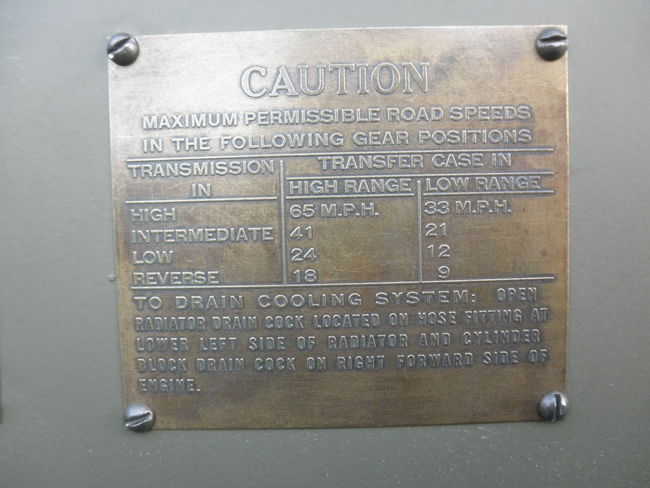 CAUTION
MAXIMUM PERMISSIBLE ROAD SPEEDS
IN THE FOLLOWING GEAR POSITIONS
TRANSMISSION IN TRANSFER CASE IN
HIGH RANGE LOW RANGE
HIGH 65 M.P.H. 33 M.P.H.
INTERMEDIATE 41 21
LOW 24 12
REVERSE 18 9
TO DRAIN COOLING SYSTEM: OPEN
RADIATOR DRAIN COCK LOCATED ON HOSE FITTING AT
LOWER LEFT SIDE OF RADIATOR AND CYLINDER
BLOCK DRAIN COCK ON RIGHT FORWARD SIDE OF
ENGINE.